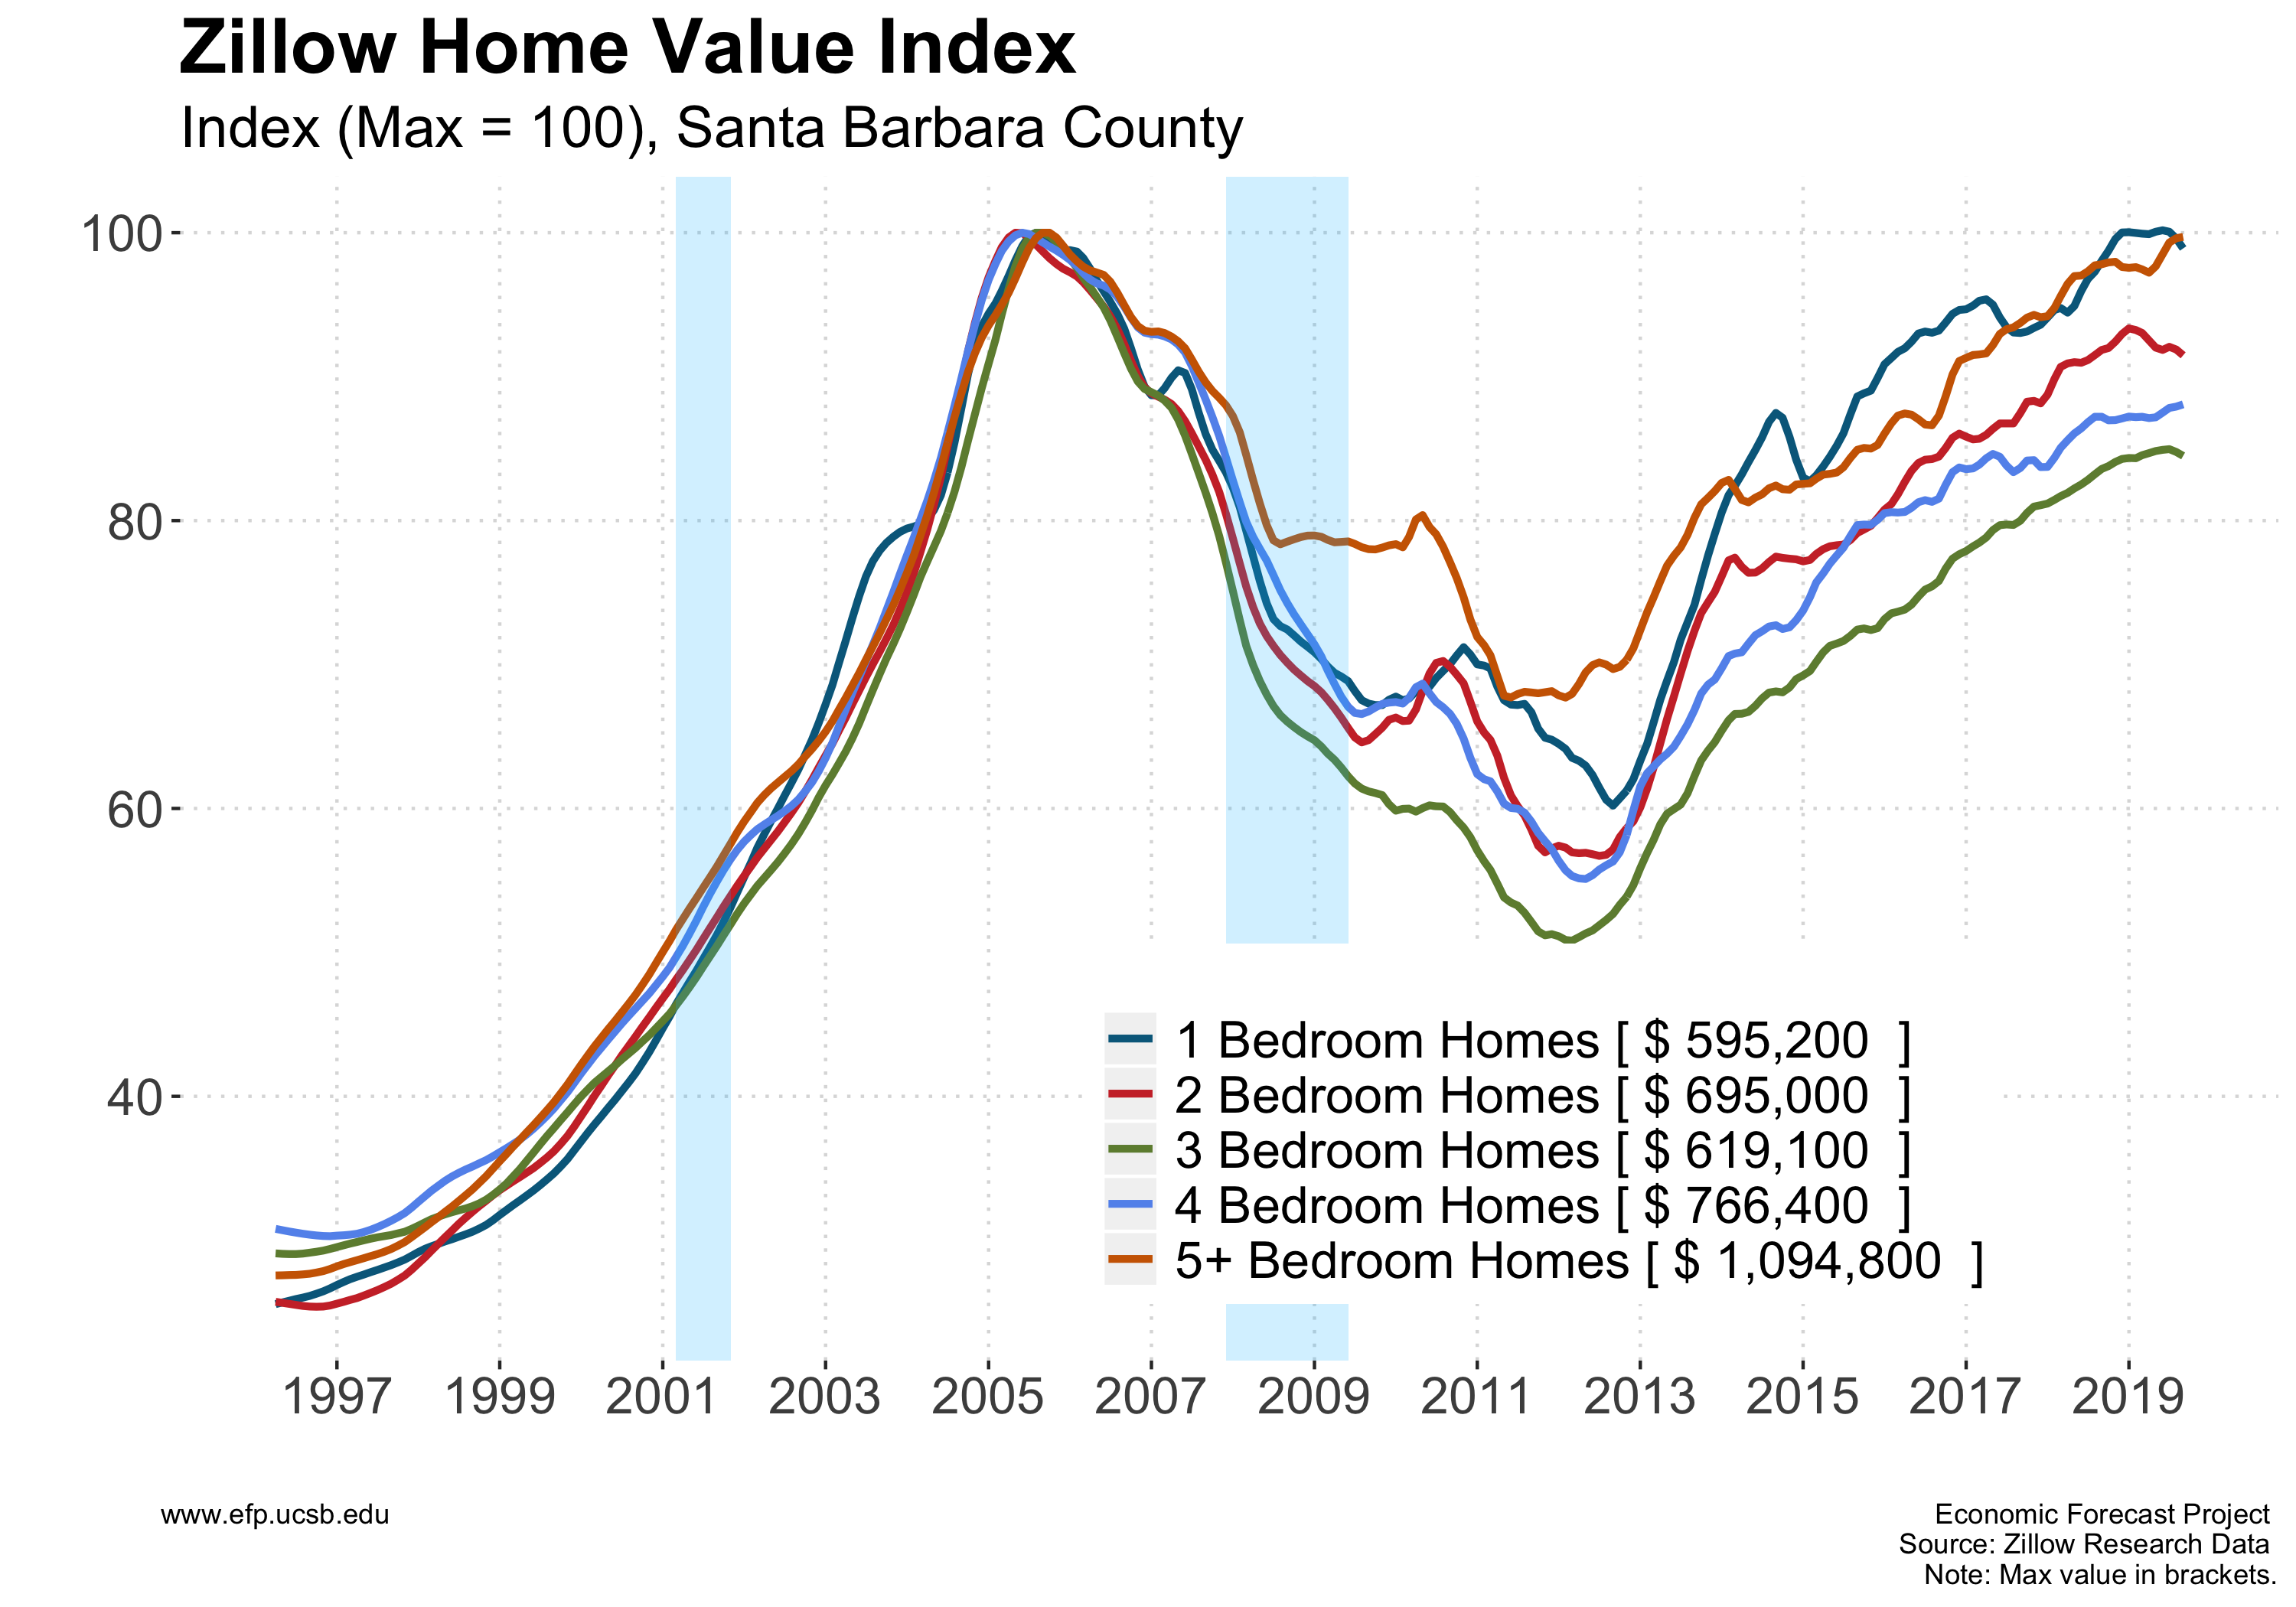 Zillow Home Value Index
Index (Max = 100), Santa Barbara County
100
80
60
40
1 Bedroom Homes [ $ 595,200 ]
2 Bedroom Homes [ $ 695,000 ]
3 Bedroom Homes [ $ 619,100 ]
4 Bedroom Homes [ $ 766,400 ]
5+ Bedroom Homes [ $ 1,094,800 ]
1997 1999 2001 2003 2005 2007 2009 2011 2013 2015 2017 2019
www.efp.ucsb.edu
Economic Forecast Project
Source: Zillow Research Data
Note: Max value in brackets.